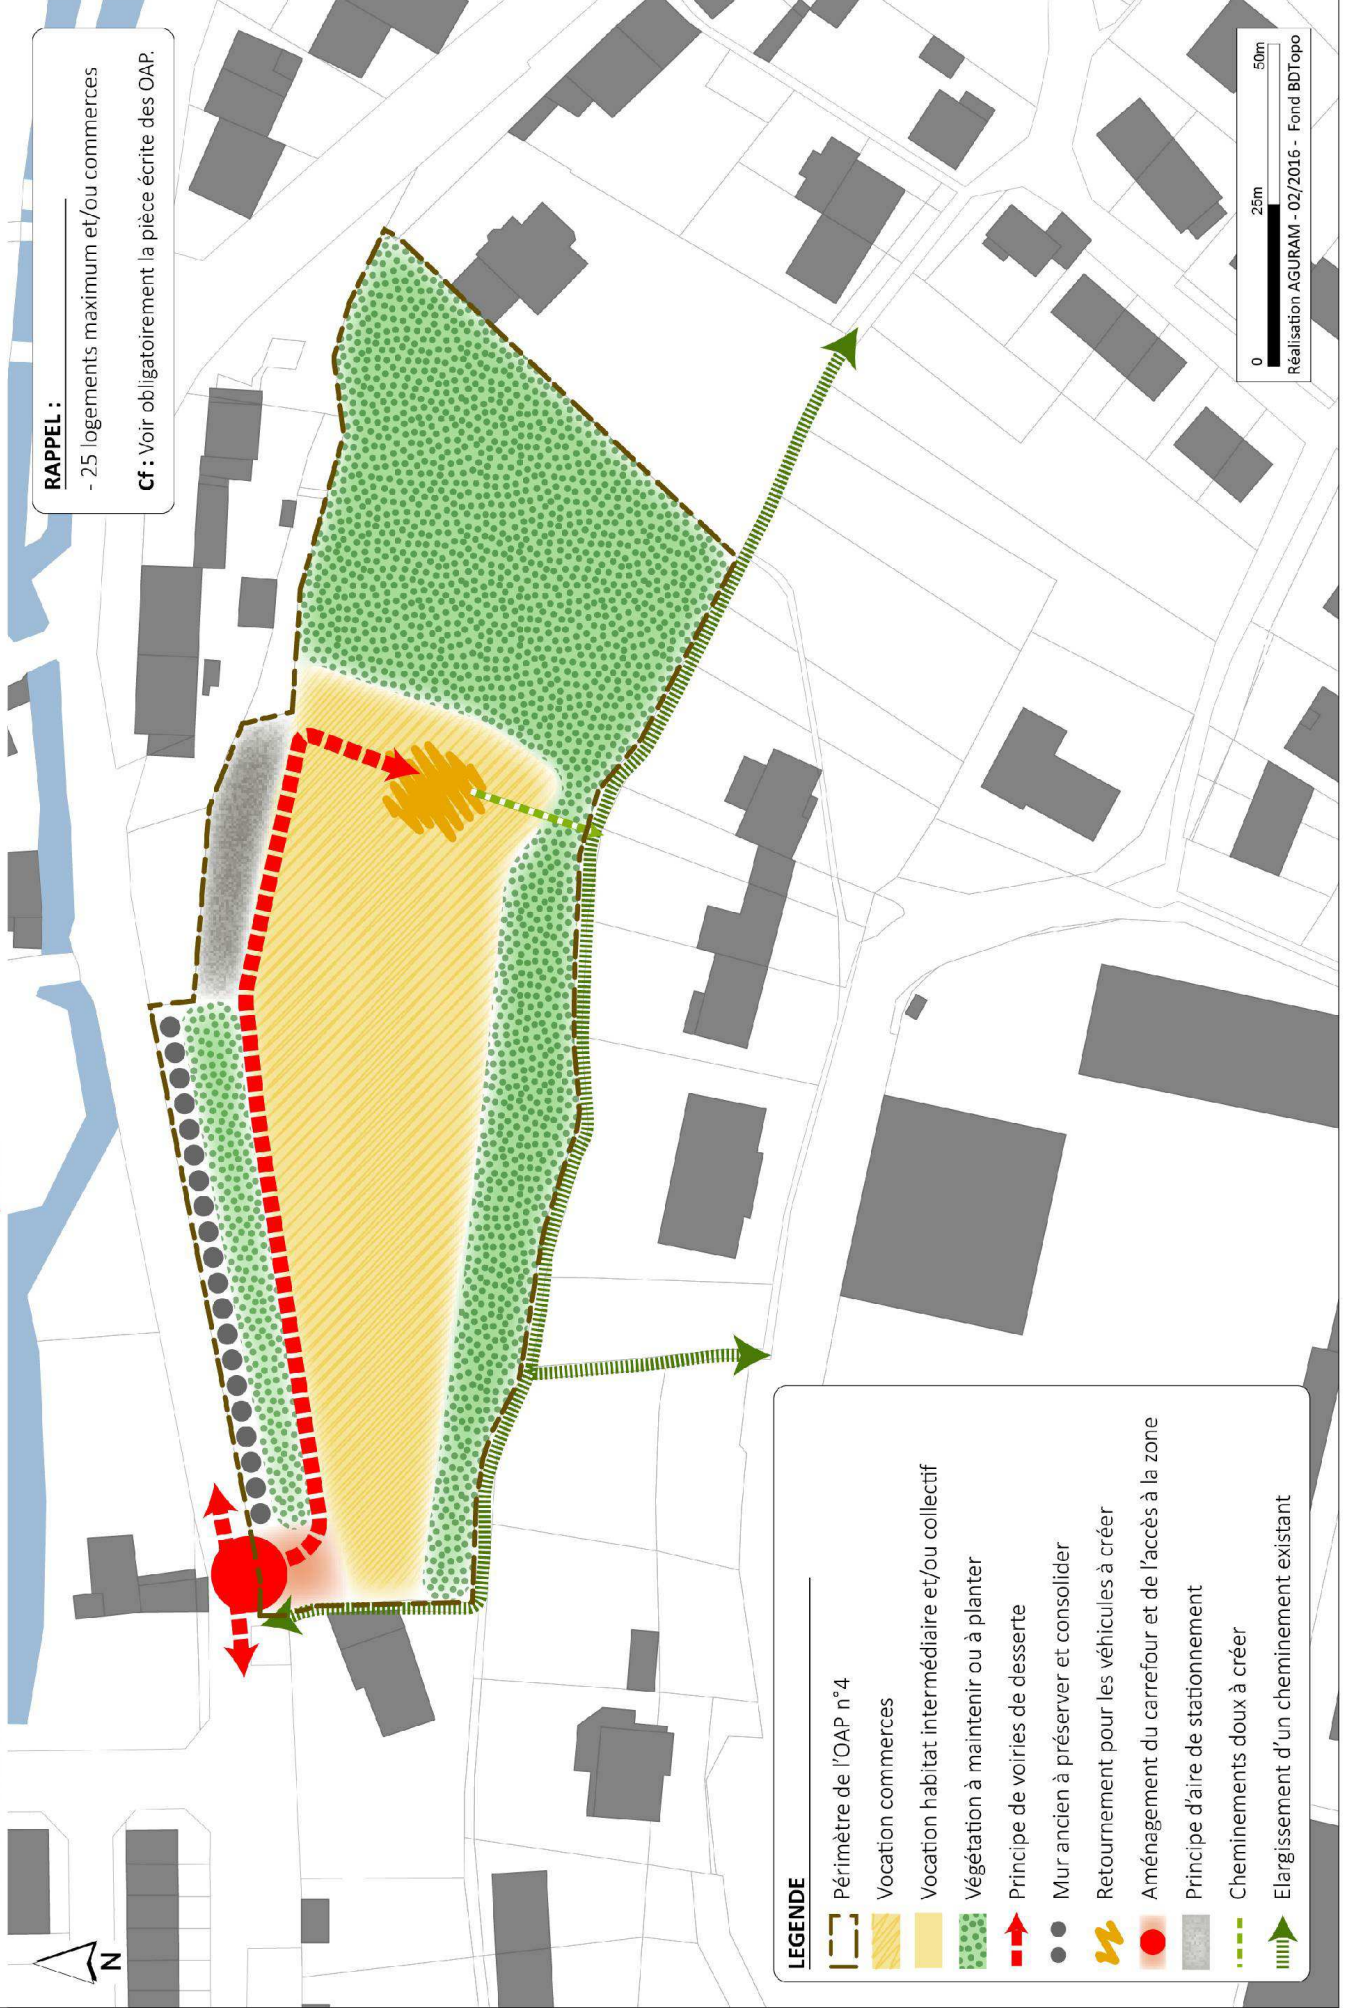 RAPPEL :
- 25 logements maximum et/ou commerces
Cf : Voir obligatoirement la pièce écrite des OAP.
N
LEGENDE
Périmètre de l'OAP n°4
Vocation commerces
Vocation habitat intermédiaire et/ou collectif
Végétation à maintenir ou à planter
Principe de voiries de desserte
Mur ancien à préserver et consolider
Retournement pour les véhicules à créer
Aménagement du carrefour et de l'accès à la zone
Principe d'aire de stationnement
Cheminements doux à créer
Elargissement d'un cheminement existant
0 25m 50m
Réalisation AGURAM - 02/2016 - Fond BDTopo